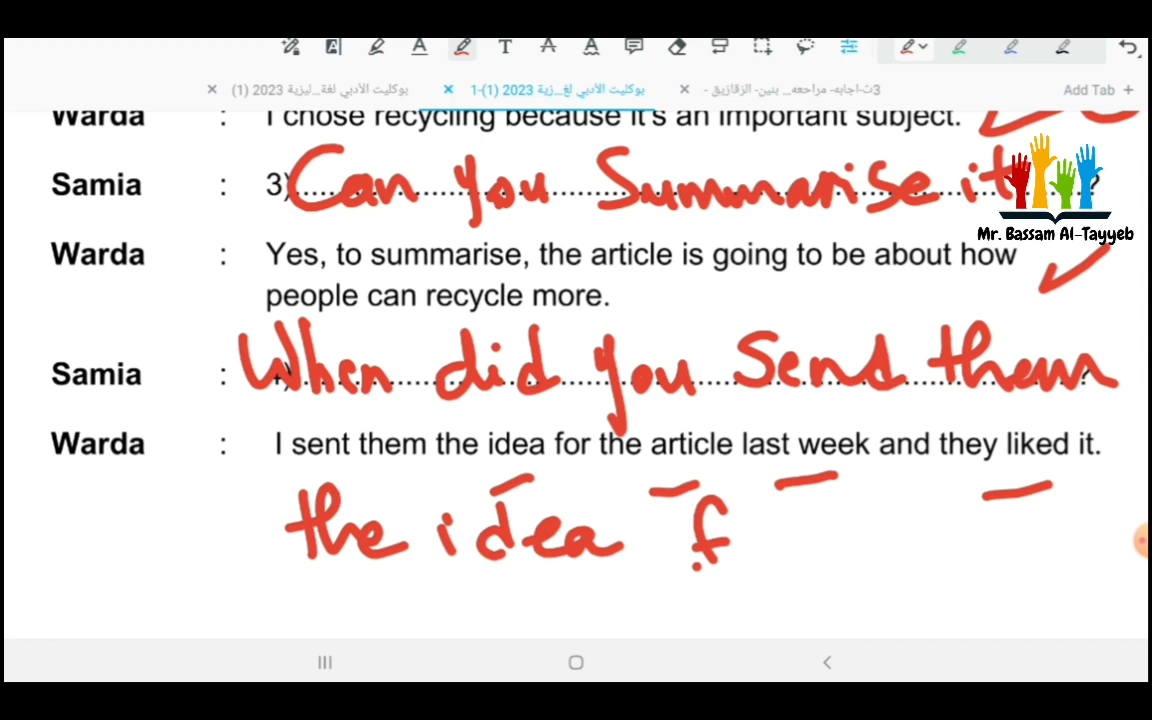 بوكليت الأدبي لغة...ليزية 2023 (1)
بوكليت الأدبي لغـ...زية 2023 (1)-1
3ث-اجابه- مراجعه... بنين- الزقازيق -
Add Tab +
Warda : I chose recycling because it's an important subject.
Samia : 3) Can you Summarise it ?
Mr. Bassam Al-Tayyeb
Warda : Yes, to summarise, the article is going to be about how
people can recycle more.
Samia : When did you Send them ?
Warda : I sent them the idea for the article last week and they liked it.
the idea f